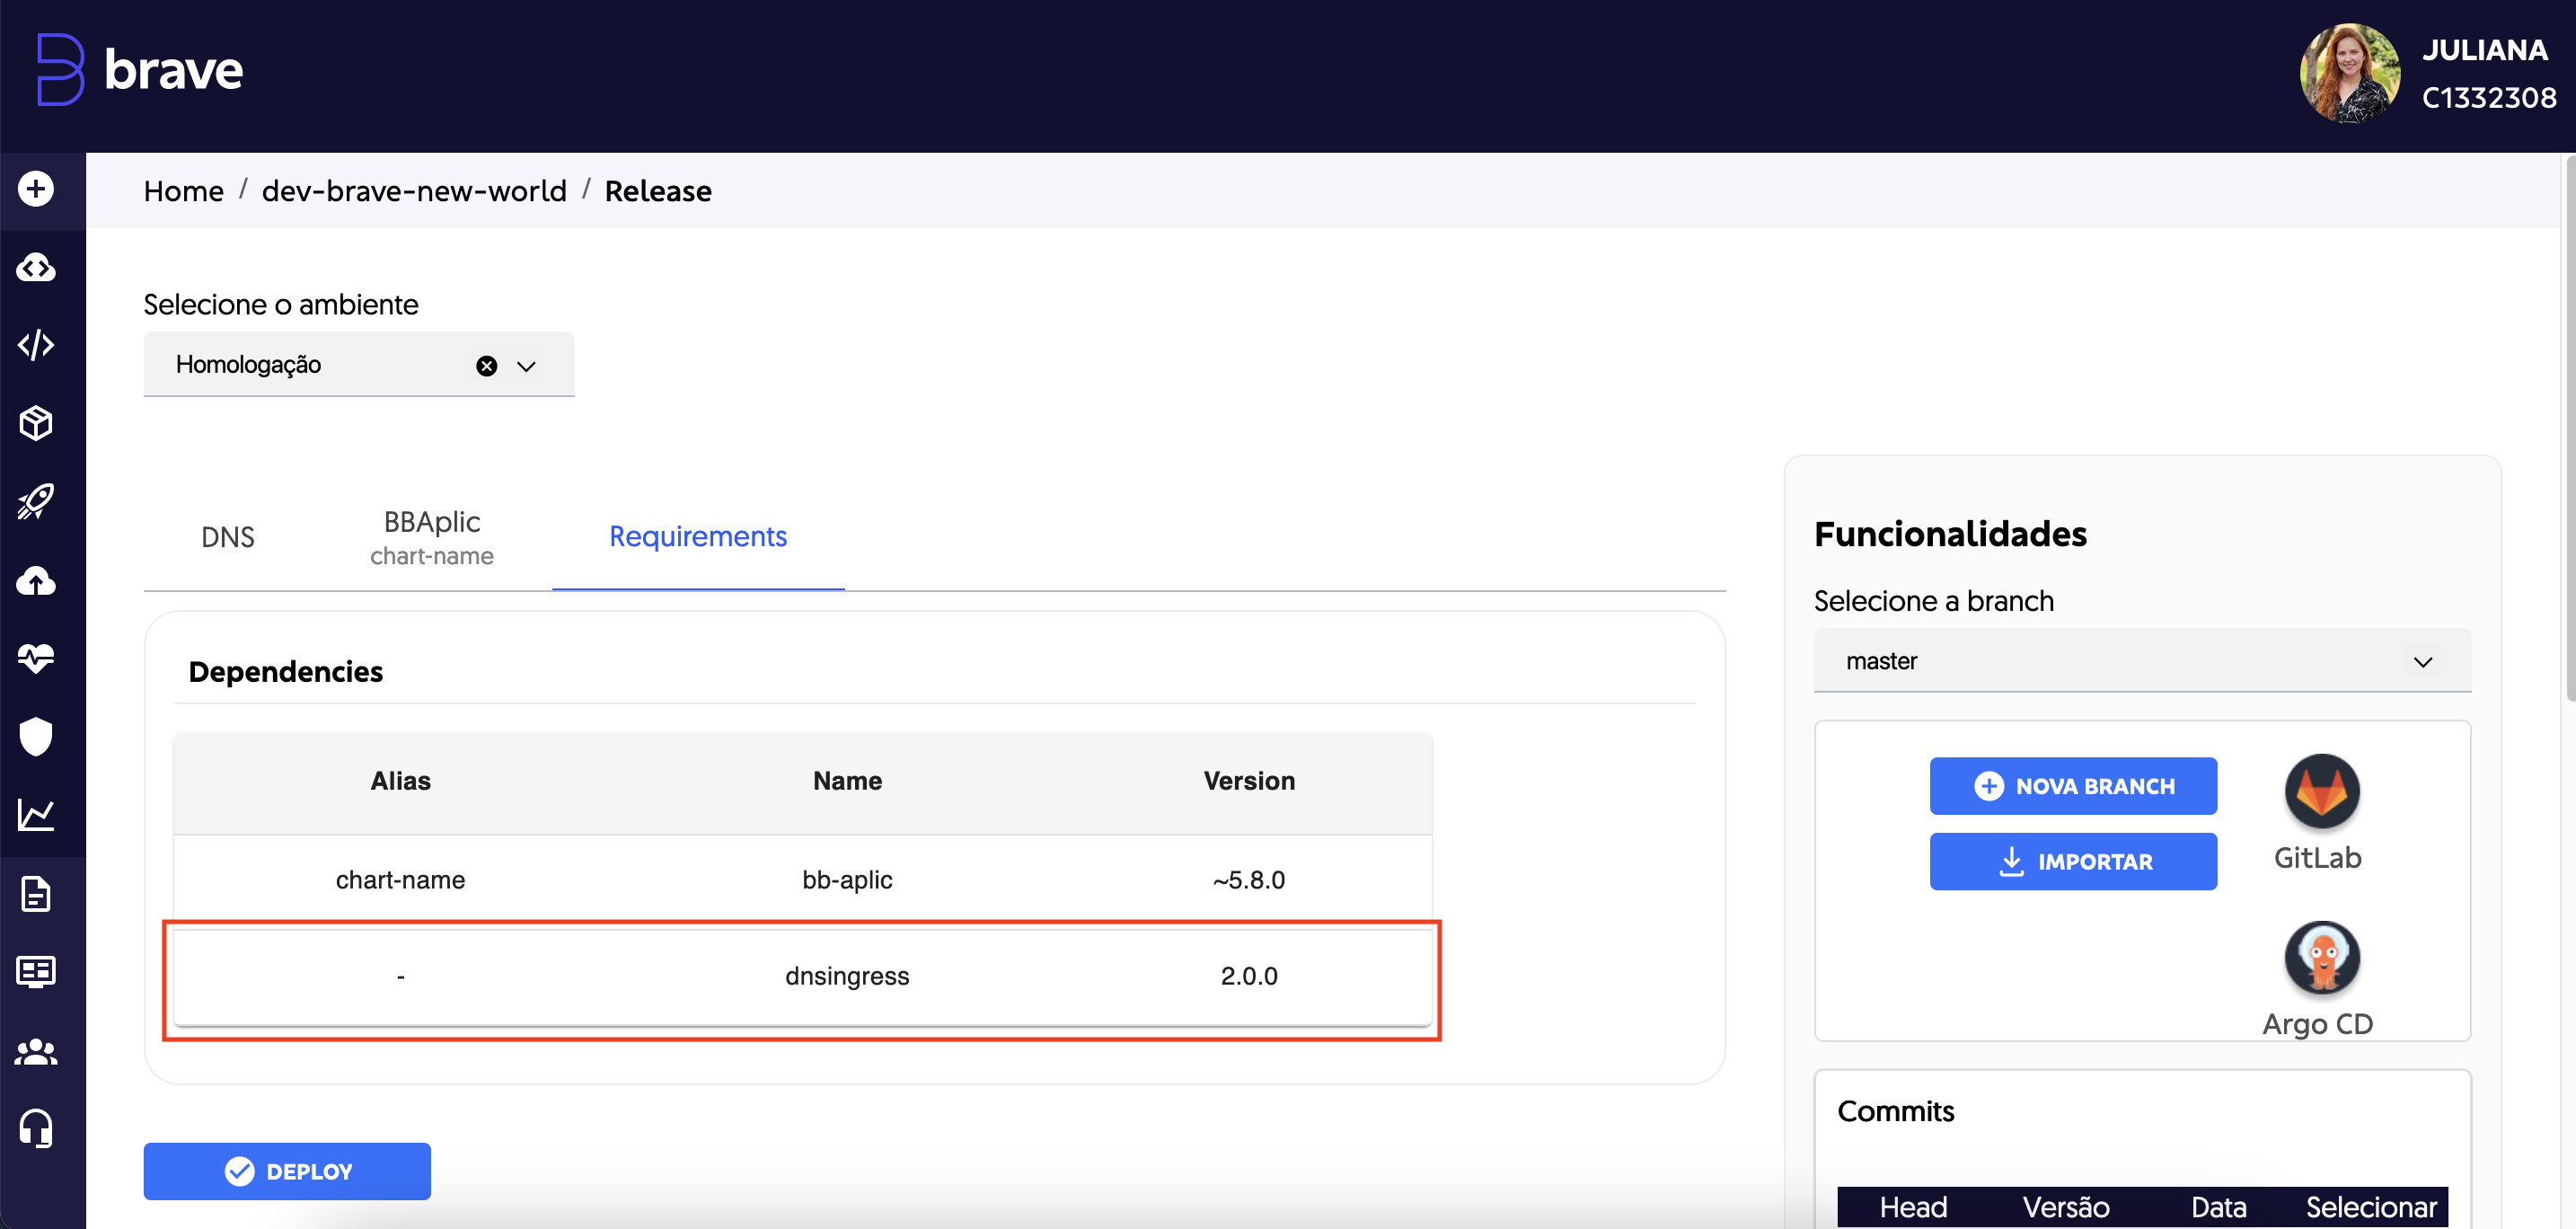 brave
JULIANA
C1332308
Home / dev-brave-new-world / Release
Selecione o ambiente
Homologação
DNS
BBAplic
chart-name
Requirements
Dependencies
Alias Name Version
chart-name bb-aplic ~5.8.0
- dnsingress 2.0.0
DEPLOY
Funcionalidades
Selecione a branch
master
NOVA BRANCH
IMPORTAR
GitLab
Argo CD
Commits
Head Versão Data Selecionar